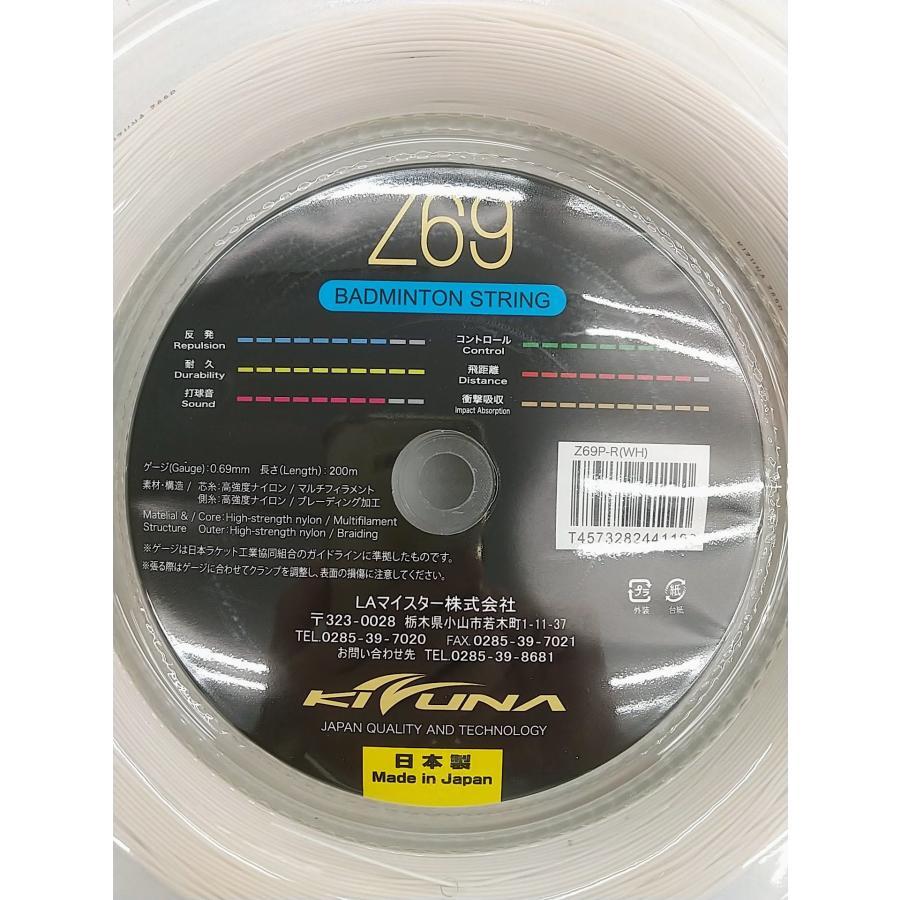 Z69
BADMINTON STRING
反発
Repulsion
耐久
Durability
打球音
Sound
コントロール
Control
飛距離
Distance
衝撃吸収
Impact Absorption
ゲージ(Gauge):0.69mm 長さ(Length):200m
素材・構造 / 芯糸:高強度ナイロン / マルチフィラメント
側糸:高強度ナイロン / ブレーディング加工
Matelial & / Core:High-strength nylon / Multifilament
Structure Outer:High-strength nylon / Braiding
※ゲージは日本ラケット工業協同組合のガイドラインに準拠したものです。
※張る際はゲージに合わせてクランプを調整し、表面の損傷に注意してください。
Z69P-R(WH)
T4573282441
プラ
外装
紙
台紙
LAマイスター株式会社
〒323-0028 栃木県小山市若木町1-11-37
TEL.0285-39-7020 FAX.0285-39-7021
お問い合わせ先 TEL.0285-39-8681
KIZUNA
JAPAN QUALITY AND TECHNOLOGY
日本製
Made in Japan